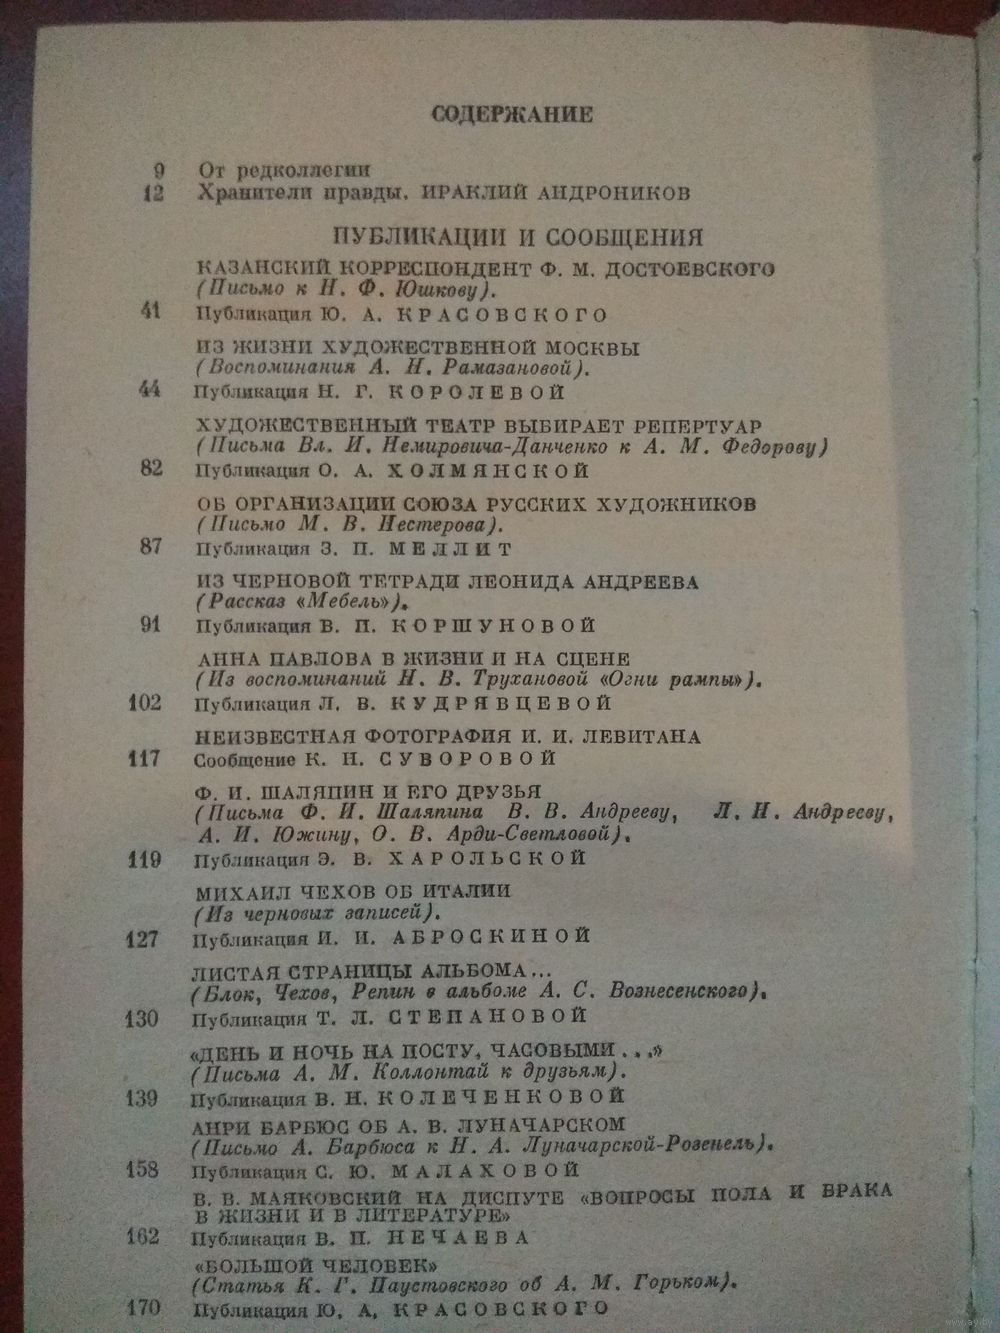 СОДЕРЖАНИЕ
9 От редколлегии
12 Хранители правды. ИРАКЛИЙ АНДРОНИКОВ
ПУБЛИКАЦИИ И СООБЩЕНИЯ
КАЗАНСКИЙ КОРРЕСПОНДЕНТ Ф. М. ДОСТОЕВСКОГО
(Письмо к Н. Ф. Юшкову).
41 Публикация Ю. А. КРАСОВСКОГО
ИЗ ЖИЗНИ ХУДОЖЕСТВЕННОЙ МОСКВЫ
(Воспоминания А. Н. Рамазановой).
44 Публикация Н. Г. КОРОЛЕВОЙ
ХУДОЖЕСТВЕННЫЙ ТЕАТР ВЫБИРАЕТ РЕПЕРТУАР
(Письма Вл. И. Немировича-Данченко к А. М. Федорову)
82 Публикация О. А. ХОЛМЯНСКОЙ
ОБ ОРГАНИЗАЦИИ СОЮЗА РУССКИХ ХУДОЖНИКОВ
(Письмо М. В. Нестерова).
87 Публикация З. П. МЕЛЛИТ
ИЗ ЧЕРНОВОЙ ТЕТРАДИ ЛЕОНИДА АНДРЕЕВА
(Рассказ «Мебель»).
91 Публикация В. П. КОРШУНОВОЙ
АННА ПАВЛОВА В ЖИЗНИ И НА СЦЕНЕ
(Из воспоминаний Н. В. Трухановой «Огни рампы»).
102 Публикация Л. В. КУДРЯВЦЕВОЙ
НЕИЗВЕСТНАЯ ФОТОГРАФИЯ И. И. ЛЕВИТАНА
117 Сообщение К. Н. СУВОРОВОЙ
Ф. И. ШАЛЯПИН И ЕГО ДРУЗЬЯ
(Письма Ф. И. Шаляпина В. В. Андрееву, Л. Н. Андрееву,
А. И. Южину, О. В. Арди-Светловой).
119 Публикация Э. В. ХАРОЛЬСКОЙ
МИХАИЛ ЧЕХОВ ОБ ИТАЛИИ
(Из черновых записей).
127 Публикация И. И. АБРОСКИНОЙ
ЛИСТАЯ СТРАНИЦЫ АЛЬБОМА...
(Блок, Чехов, Репин в альбоме А. С. Вознесенского).
130 Публикация Т. Л. СТЕПАНОВОЙ
«ДЕНЬ И НОЧЬ НА ПОСТУ, ЧАСОВЫМИ...»
(Письма А. М. Коллонтай к друзьям).
139 Публикация В. Н. КОЛЕЧЕНКОВОЙ
АНРИ БАРБЮС ОБ А. В. ЛУНАЧАРСКОМ
(Письмо А. Барбюса к Н. А. Луначарской-Розенель).
158 Публикация С. Ю. МАЛАХОВОЙ
В. В. МАЯКОВСКИЙ НА ДИСПУТЕ «ВОПРОСЫ ПОЛА И БРАКА
В ЖИЗНИ И В ЛИТЕРАТУРЕ»
162 Публикация В. П. НЕЧАЕВА
«БОЛЬШОЙ ЧЕЛОВЕК»
(Статья К. Г. Паустовского об А. М. Горьком).
170 Публикация Ю. А. КРАСОВСКОГО
www.ay.by